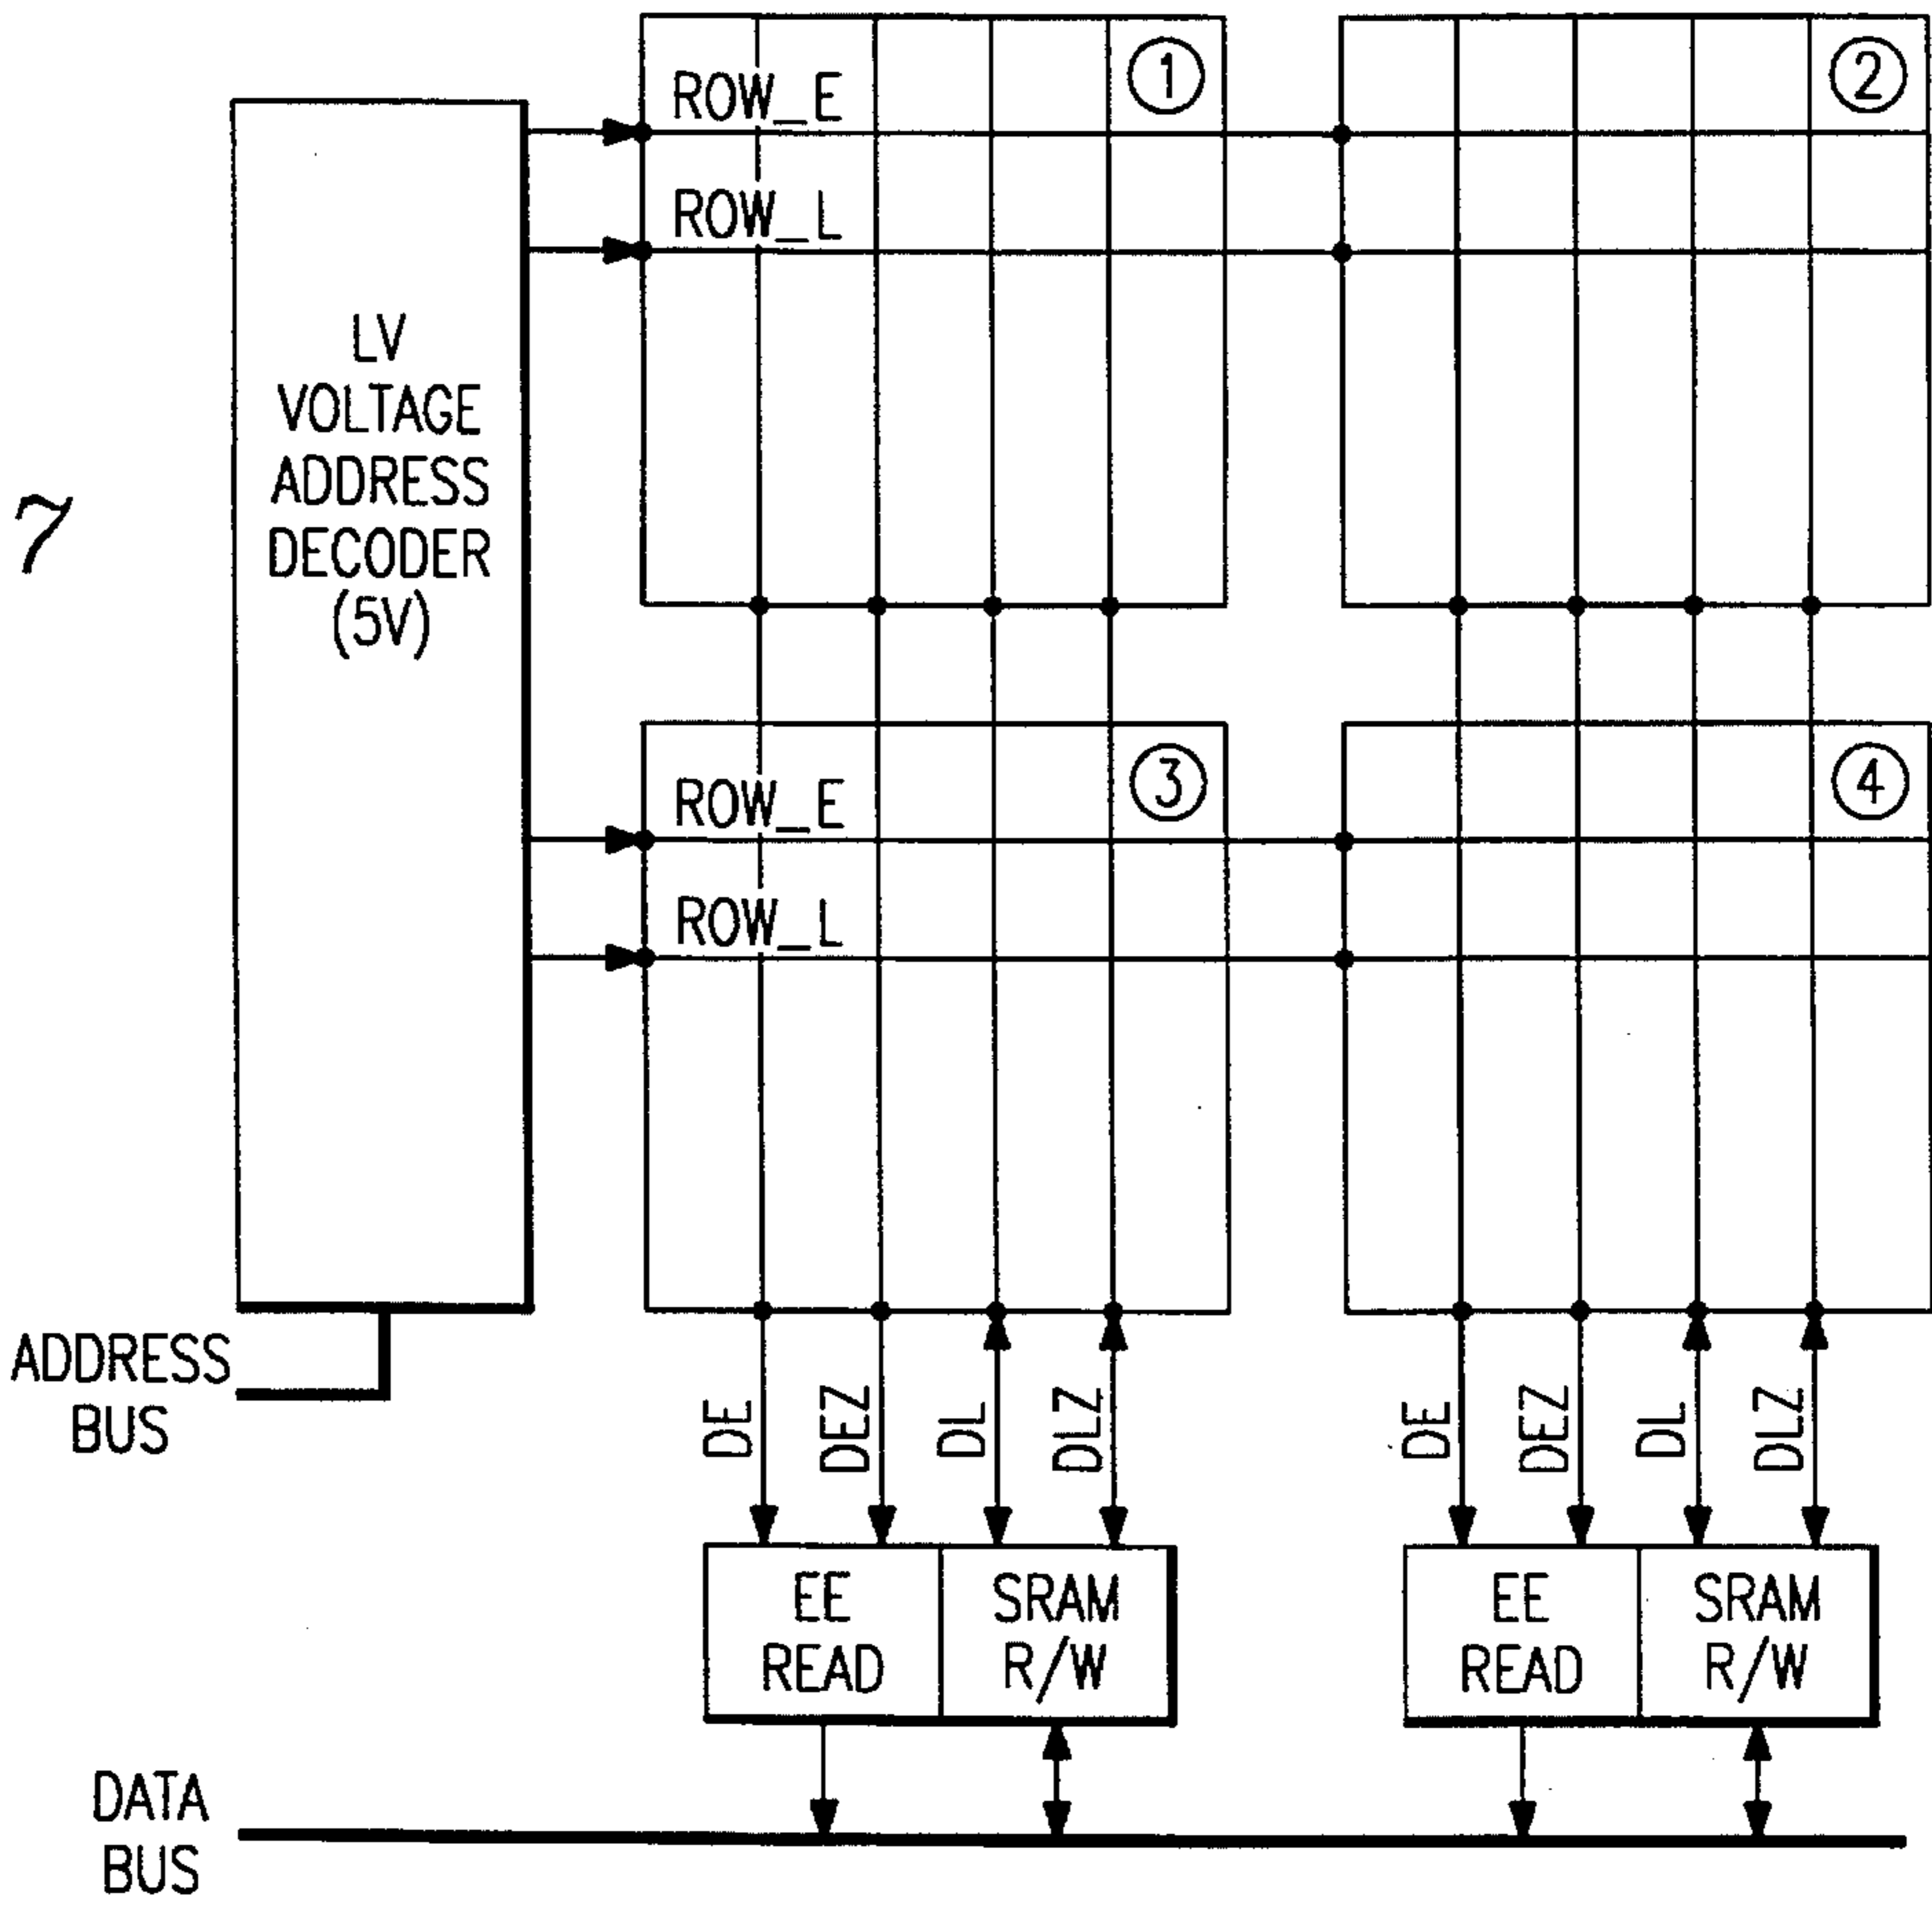 7
LV
VOLTAGE
ADDRESS
DECODER
(5V)
ROW_E
ROW_L
1
2
ROW_E
ROW_L
3
4
ADDRESS
BUS
DE
DEZ
DL
DLZ
DE
DEZ
DL
DLZ
EE
READ
SRAM
R/W
EE
READ
SRAM
R/W
DATA
BUS